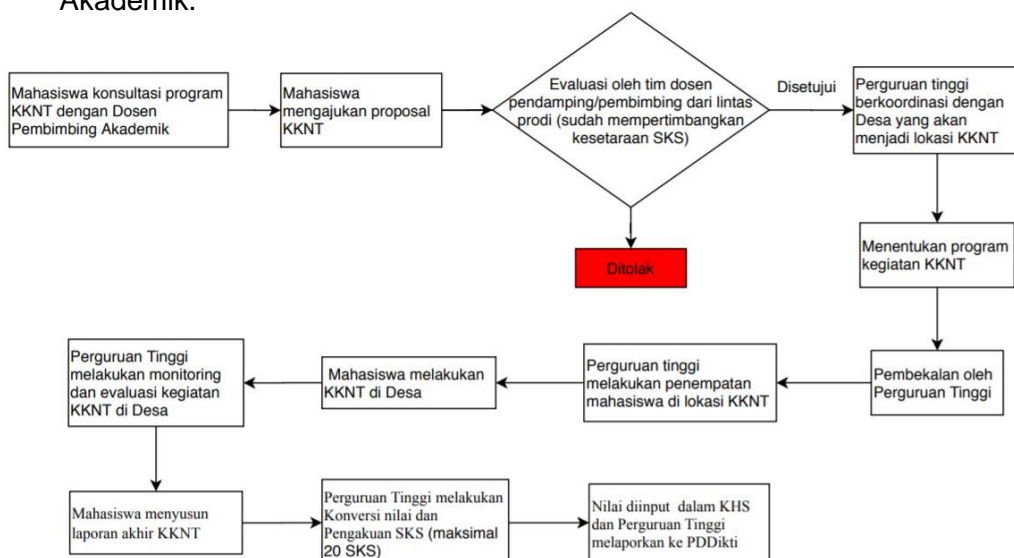 Akademik.
Mahasiswa konsultasi program
KKNT dengan Dosen
Pembimbing Akademik
Mahasiswa
mengajukan proposal
KKNT
Evaluasi oleh tim dosen
pendamping/pembimbing dari lintas
prodi (sudah mempertimbangkan
kesetaraan SKS)
Disetujui
Perguruan tinggi
berkoordinasi dengan
Desa yang akan
menjadi lokasi KKNT
Ditolak
Menentukan program
kegiatan KKNT
Pembekalan oleh
Perguruan Tinggi
Perguruan tinggi
melakukan penempatan
mahasiswa di lokasi KKNT
Mahasiswa melakukan
KKNT di Desa
Perguruan Tinggi
melakukan monitoring
dan evaluasi kegiatan
KKNT di Desa
Mahasiswa menyusun
laporan akhir KKNT
Perguruan Tinggi melakukan
Konversi nilai dan
Pengakuan SKS (maksimal
20 SKS)
Nilai diinput dalam KHS
dan Perguruan Tinggi
melaporkan ke PDDikti